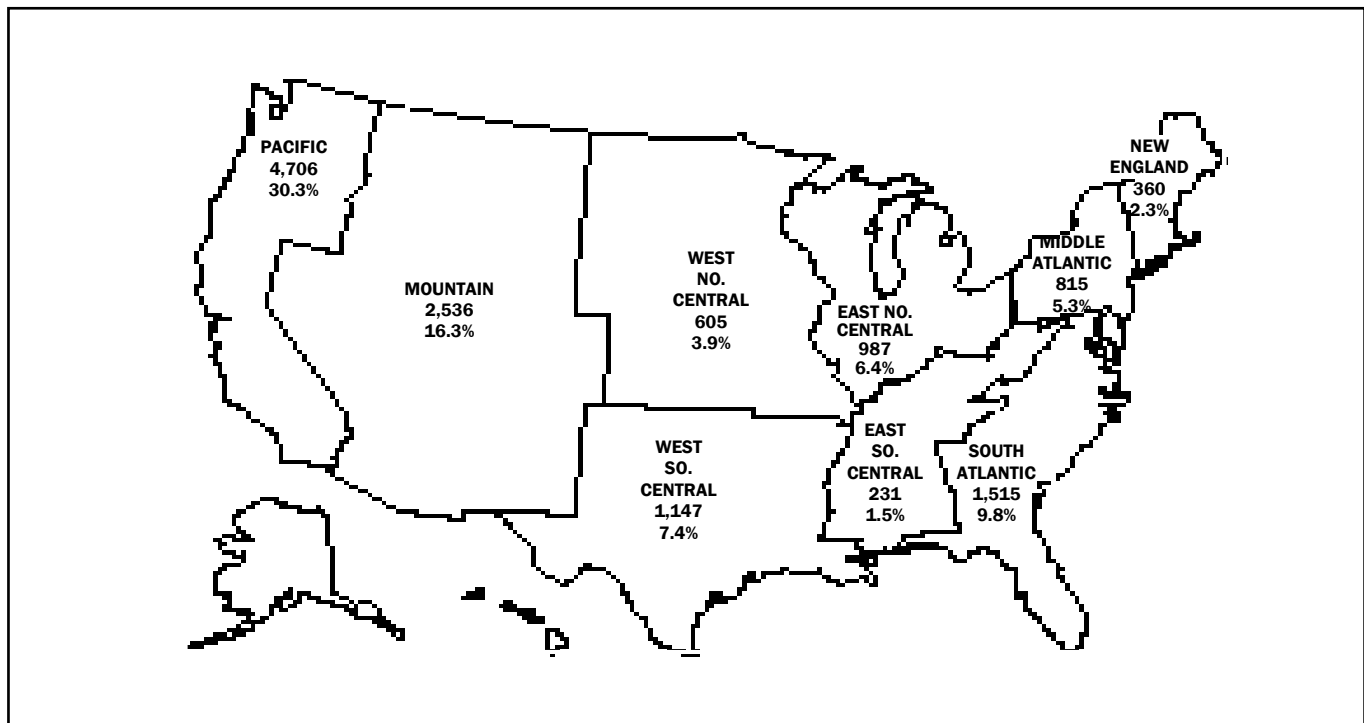 PACIFIC
4,706
30.3%
MOUNTAIN
2,536
16.3%
WEST
NO.
CENTRAL
605
3.9%
WEST
SO.
CENTRAL
1,147
7.4%
EAST NO.
CENTRAL
987
6.4%
EAST
SO.
CENTRAL
231
1.5%
SOUTH
ATLANTIC
1,515
9.8%
MIDDLE
ATLANTIC
815
5.3%
NEW
ENGLAND
360
2.3%